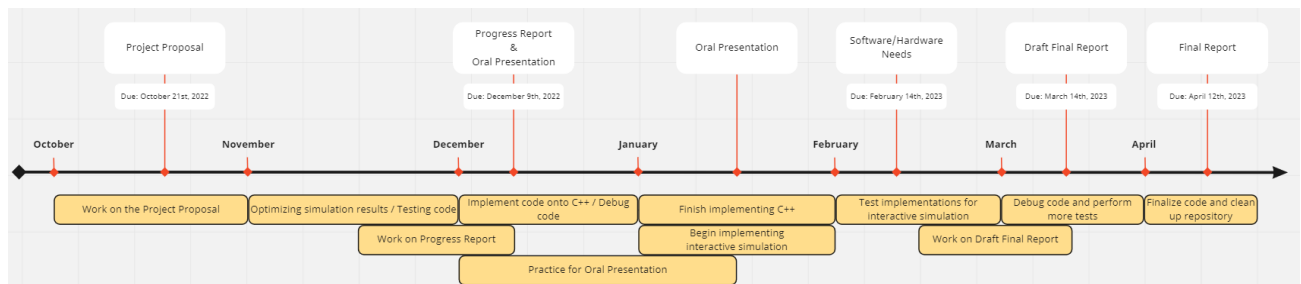 Project Proposal
Progress Report
&
Oral Presentation
Oral Presentation
Software/Hardware
Needs
Draft Final Report
Final Report
Due: October 21st, 2022
Due: December 9th, 2022
Due: February 14th, 2023
Due: March 14th, 2023
Due: April 12th, 2023
October
November
December
January
February
March
April
Work on the Project Proposal
Optimizing simulation results / Testing code
Implement code onto C++ / Debug
code
Finish implementing C++
Test implementations for
interactive simulation
Debug code and perform
more tests
Finalize code and clean
up repository
Work on Progress Report
Begin implementing
interactive simulation
Work on Draft Final Report
Practice for Oral Presentation